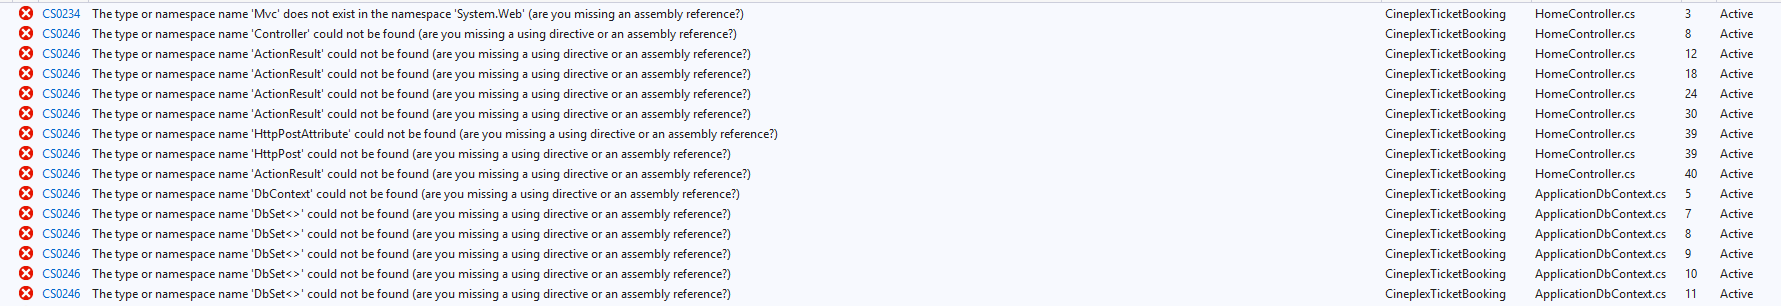 CS0234 The type or namespace name 'Mvc' does not exist in the namespace 'System.Web' (are you missing an assembly reference?) CineplexTicketBooking HomeController.cs 3 Active
CS0246 The type or namespace name 'Controller' could not be found (are you missing a using directive or an assembly reference?) CineplexTicketBooking HomeController.cs 8 Active
CS0246 The type or namespace name 'ActionResult' could not be found (are you missing a using directive or an assembly reference?) CineplexTicketBooking HomeController.cs 12 Active
CS0246 The type or namespace name 'ActionResult' could not be found (are you missing a using directive or an assembly reference?) CineplexTicketBooking HomeController.cs 18 Active
CS0246 The type or namespace name 'ActionResult' could not be found (are you missing a using directive or an assembly reference?) CineplexTicketBooking HomeController.cs 24 Active
CS0246 The type or namespace name 'ActionResult' could not be found (are you missing a using directive or an assembly reference?) CineplexTicketBooking HomeController.cs 30 Active
CS0246 The type or namespace name 'HttpPostAttribute' could not be found (are you missing a using directive or an assembly reference?) CineplexTicketBooking HomeController.cs 39 Active
CS0246 The type or namespace name 'HttpPost' could not be found (are you missing a using directive or an assembly reference?) CineplexTicketBooking HomeController.cs 39 Active
CS0246 The type or namespace name 'ActionResult' could not be found (are you missing a using directive or an assembly reference?) CineplexTicketBooking HomeController.cs 40 Active
CS0246 The type or namespace name 'DbContext' could not be found (are you missing a using directive or an assembly reference?) CineplexTicketBooking ApplicationDbContext.cs 5 Active
CS0246 The type or namespace name 'DbSet<>' could not be found (are you missing a using directive or an assembly reference?) CineplexTicketBooking ApplicationDbContext.cs 7 Active
CS0246 The type or namespace name 'DbSet<>' could not be found (are you missing a using directive or an assembly reference?) CineplexTicketBooking ApplicationDbContext.cs 8 Active
CS0246 The type or namespace name 'DbSet<>' could not be found (are you missing a using directive or an assembly reference?) CineplexTicketBooking ApplicationDbContext.cs 9 Active
CS0246 The type or namespace name 'DbSet<>' could not be found (are you missing a using directive or an assembly reference?) CineplexTicketBooking ApplicationDbContext.cs 10 Active
CS0246 The type or namespace name 'DbSet<>' could not be found (are you missing a using directive or an assembly reference?) CineplexTicketBooking ApplicationDbContext.cs 11 Active